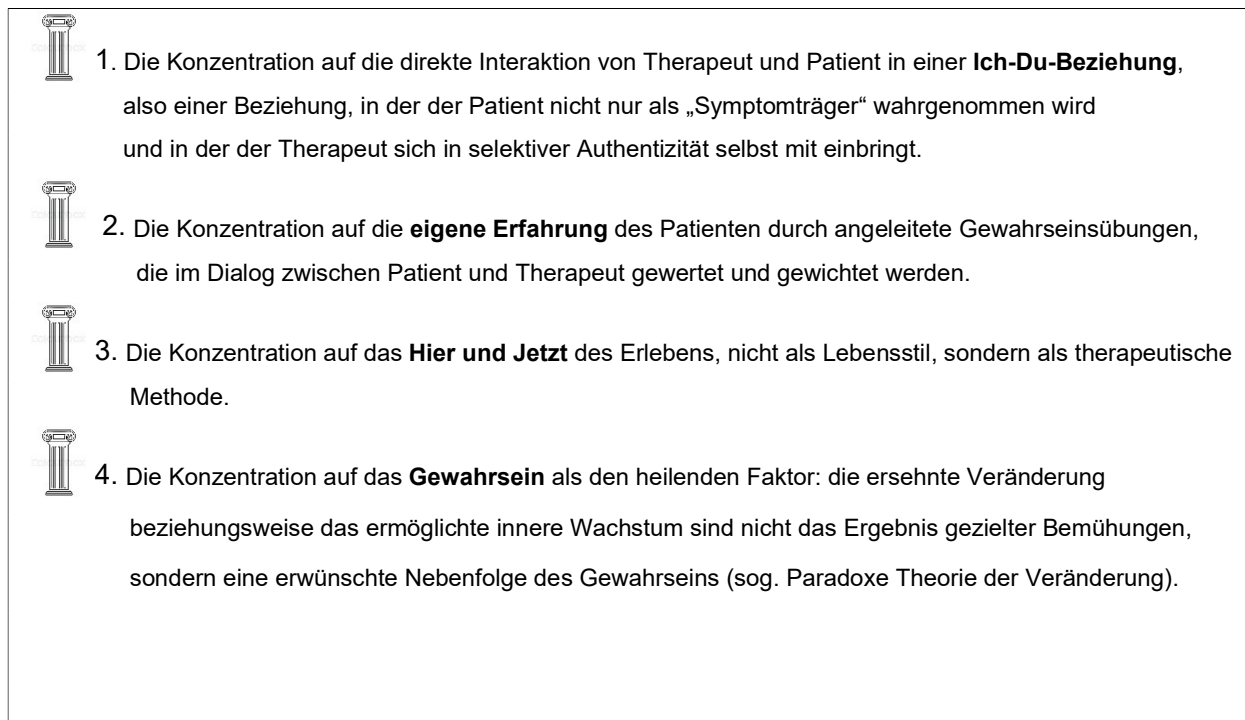 1. Die Konzentration auf die direkte Interaktion von Therapeut und Patient in einer Ich-Du-Beziehung,
also einer Beziehung, in der der Patient nicht nur als „Symptomträger“ wahrgenommen wird
und in der der Therapeut sich in selektiver Authentizität selbst mit einbringt.
2. Die Konzentration auf die eigene Erfahrung des Patienten durch angeleitete Gewahrseinsübungen,
die im Dialog zwischen Patient und Therapeut gewertet und gewichtet werden.
3. Die Konzentration auf das Hier und Jetzt des Erlebens, nicht als Lebensstil, sondern als therapeutische
Methode.
4. Die Konzentration auf das Gewahrsein als den heilenden Faktor: die ersehnte Veränderung
beziehungsweise das ermöglichte innere Wachstum sind nicht das Ergebnis gezielter Bemühungen,
sondern eine erwünschte Nebenfolge des Gewahrseins (sog. Paradoxe Theorie der Veränderung).